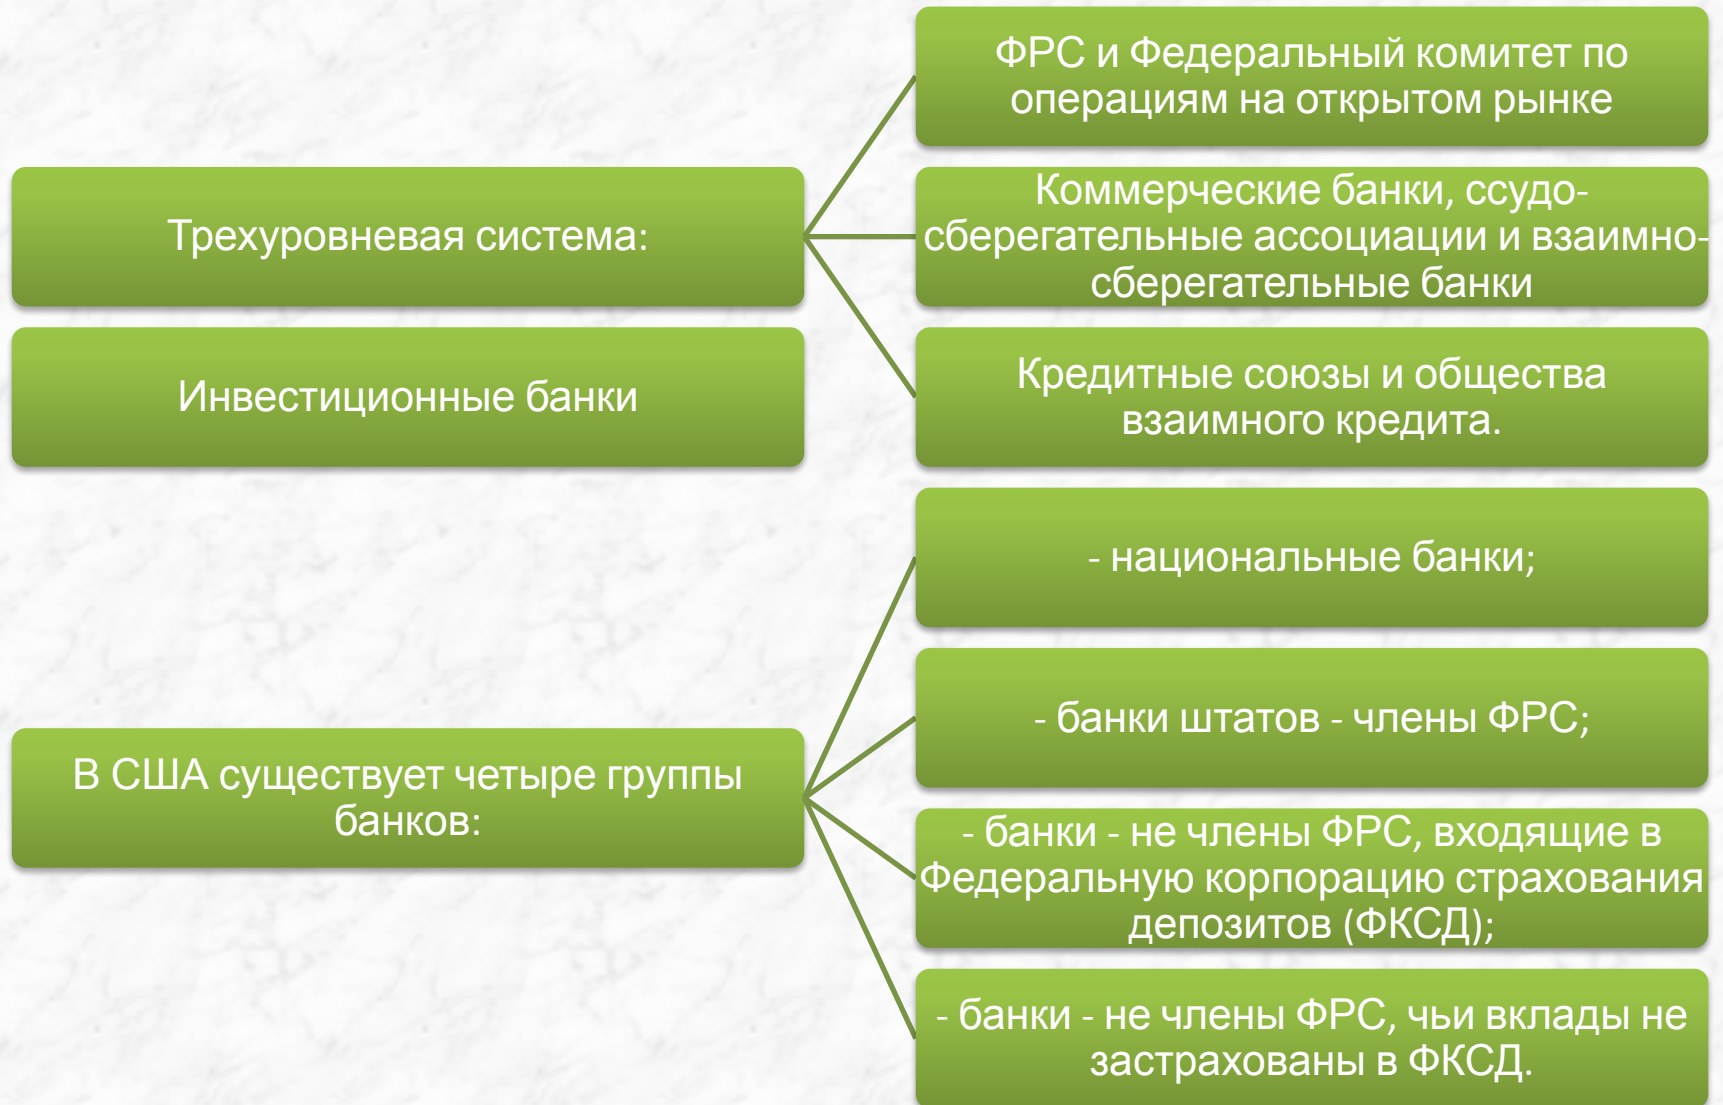 Трехуровневая система:
ФРС и Федеральный комитет по
операциям на открытом рынке
Коммерческие банки, ссудо-
сберегательные ассоциации и взаимно-
сберегательные банки
Кредитные союзы и общества
взаимного кредита.
Инвестиционные банки
В США существует четыре группы
банков:
- национальные банки;
- банки штатов - члены ФРС;
- банки - не члены ФРС, входящие в
Федеральную корпорацию страхования
депозитов (ФКСД);
- банки - не члены ФРС, чьи вклады не
застрахованы в ФКСД.